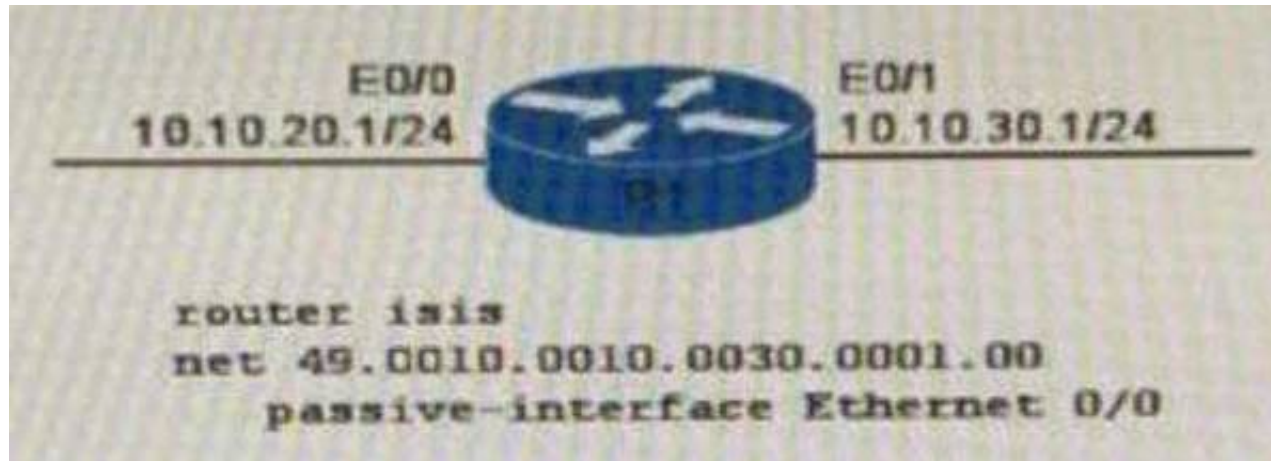 E0/0
10.10.20.1/24
E0/1
10.10.30.1/24
router isis
net 49.0010.0010.0030.0001.00
passive-interface Ethernet 0/0